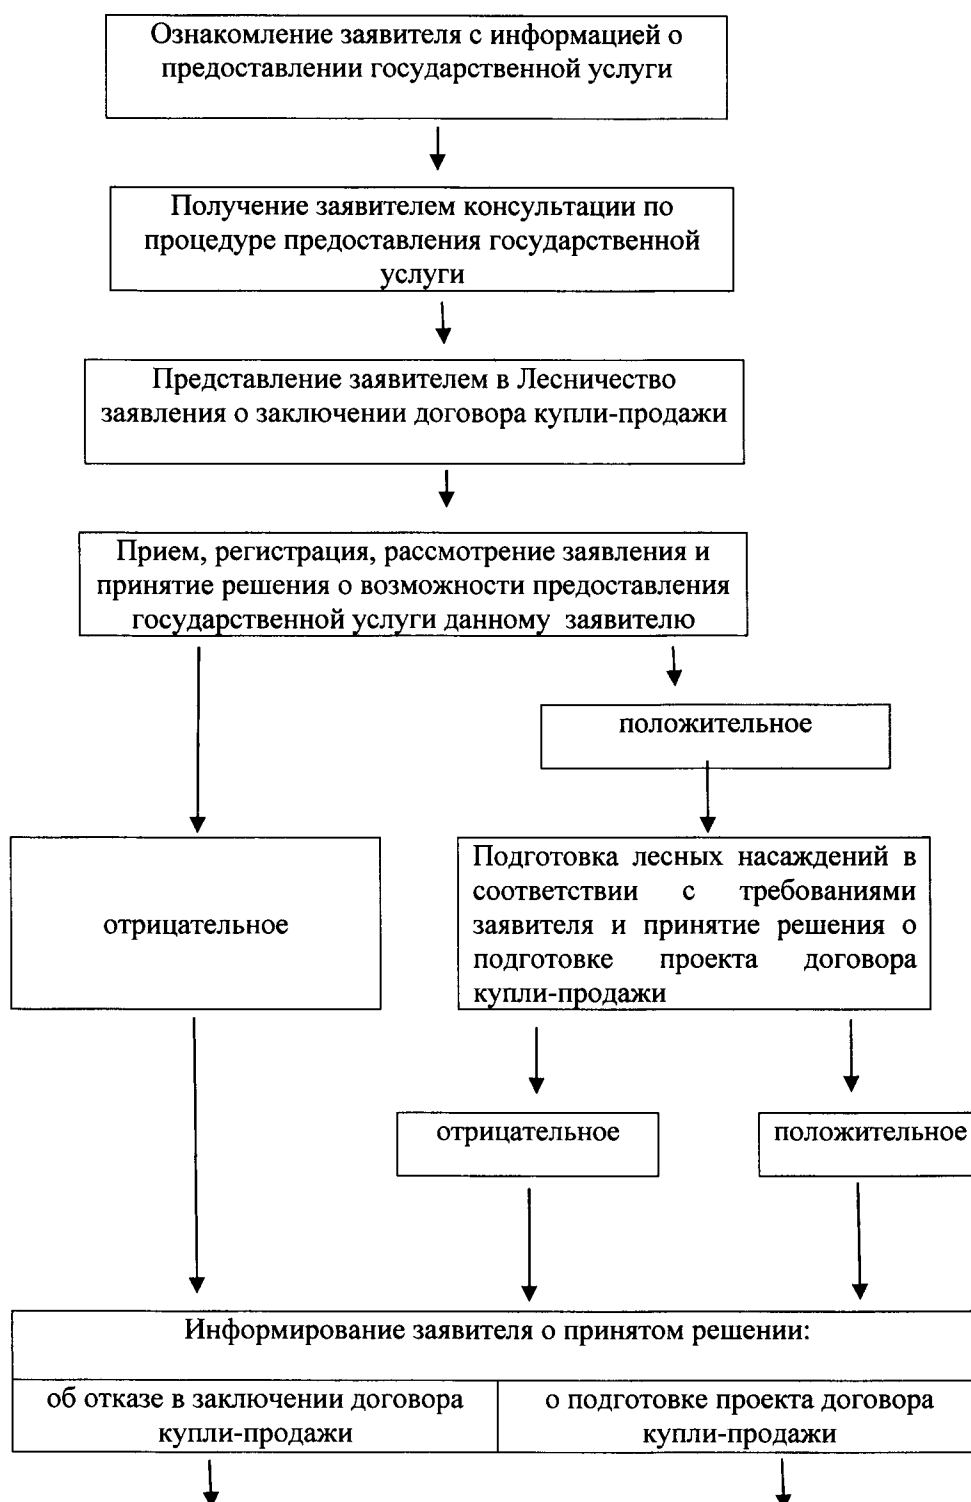 Ознакомление заявителя с информацией о
предоставлении государственной услуги
Получение заявителем консультации по
процедуре предоставления государственной
услуги
Представление заявителем в Лесничество
заявления о заключении договора купли-продажи
Прием, регистрация, рассмотрение заявления и
принятие решения о возможности предоставления
государственной услуги данному заявителю
положительное
отрицательное
Подготовка лесных насаждений в
соответствии с требованиями
заявителя и принятие решения о
подготовке проекта договора
купли-продажи
отрицательное
положительное
Информирование заявителя о принятом решении:
об отказе в заключении договора
купли-продажи
о подготовке проекта договора
купли-продажи